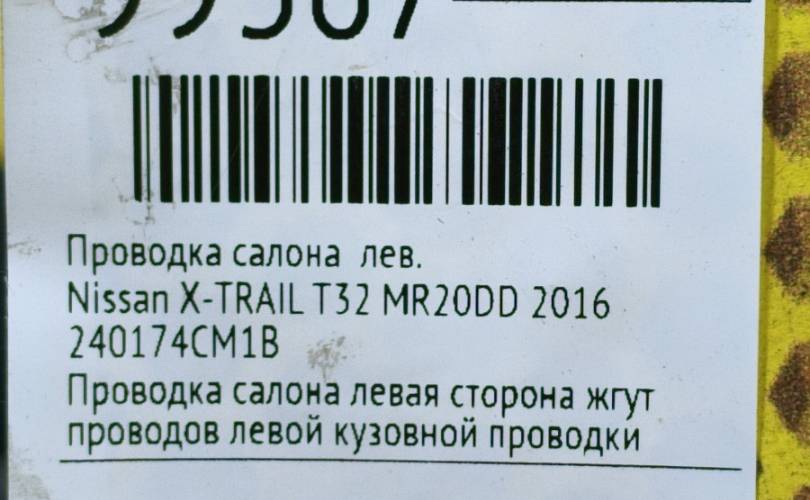 Проводка салона лев.
Nissan X-TRAIL T32 MR20DD 2016
240174CM1B
Проводка салона левая сторона жгут
проводов левой кузовной проводки